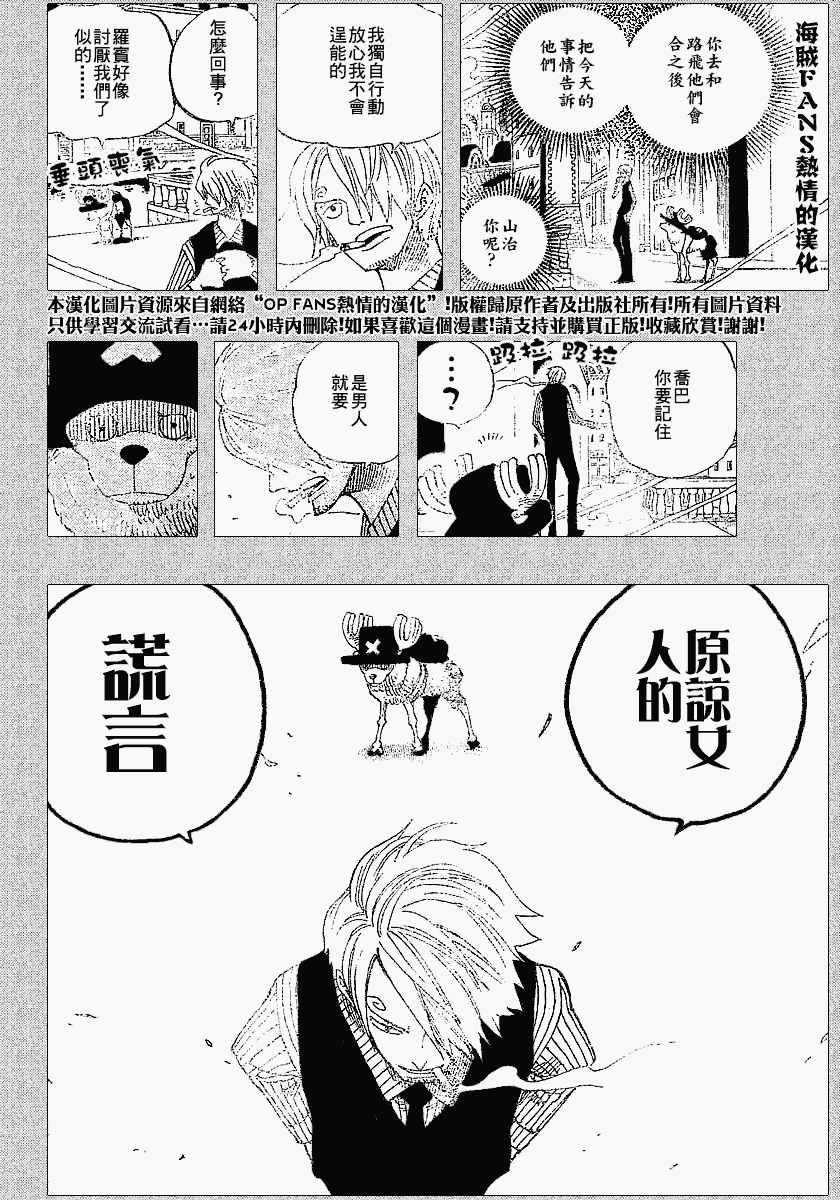 海賊FANS熱情的漢化
你去和
路飛他們會
合之後
把今天的
事情告訴
他們
山治
你呢？
我獨自行動
放心我不會
逞能的
怎麼回事？
羅賓好像
討厭我們了
似的……
垂頭喪氣
本漢化圖片資源來自網絡“OP FANS熱情的漢化”!版權歸原作者及出版社所有!所有圖片資料
只供學習交流試看…請24小時內刪除!如果喜歡這個漫畫!請支持並購買正版!收藏欣賞!謝謝!
喬巴
你要記住
趿拉 趿拉
…?
是男人
就要
原諒女
人的
謊言